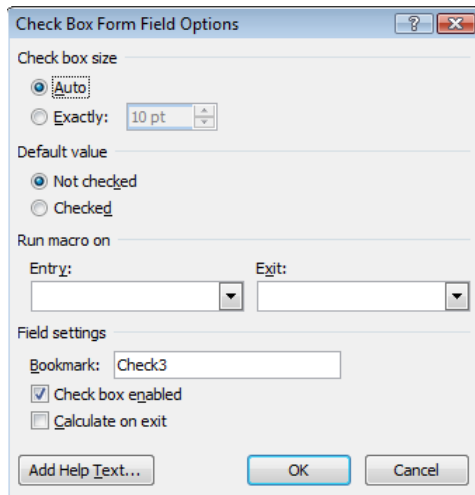 Check Box Form Field Options
Check box size
Auto
Exactly: 10 pt
Default value
Not checked
Checked
Run macro on
Entry: Exit:
Field settings
Bookmark: Check3
Check box enabled
Calculate on exit
Add Help Text... OK Cancel